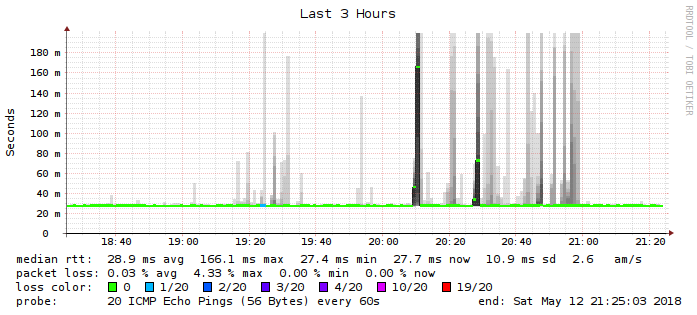 Last 3 Hours
RRDTOOL / TOBI OETIKER
Seconds
180 m
160 m
140 m
120 m
100 m
80 m
60 m
40 m
20 m
0
18:40 19:00 19:20 19:40 20:00 20:20 20:40 21:00 21:20
median rtt: 28.9 ms avg 166.1 ms max 27.4 ms min 27.7 ms now 10.9 ms sd 2.6 am/s
packet loss: 0.03 % avg 4.33 % max 0.00 % min 0.00 % now
loss color: 0 1/20 2/20 3/20 4/20 10/20 19/20
probe: 20 ICMP Echo Pings (56 Bytes) every 60s end: Sat May 12 21:25:03 2018